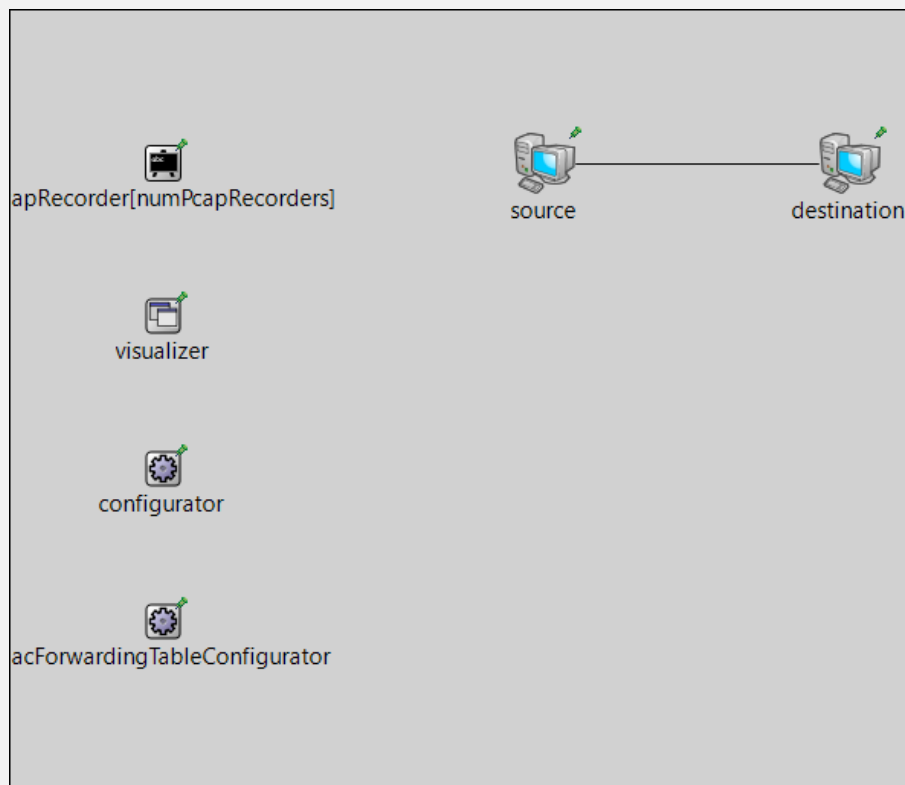 apRecorder[numPcapRecorders]
source
destination
visualizer
configurator
acForwardingTableConfigurator